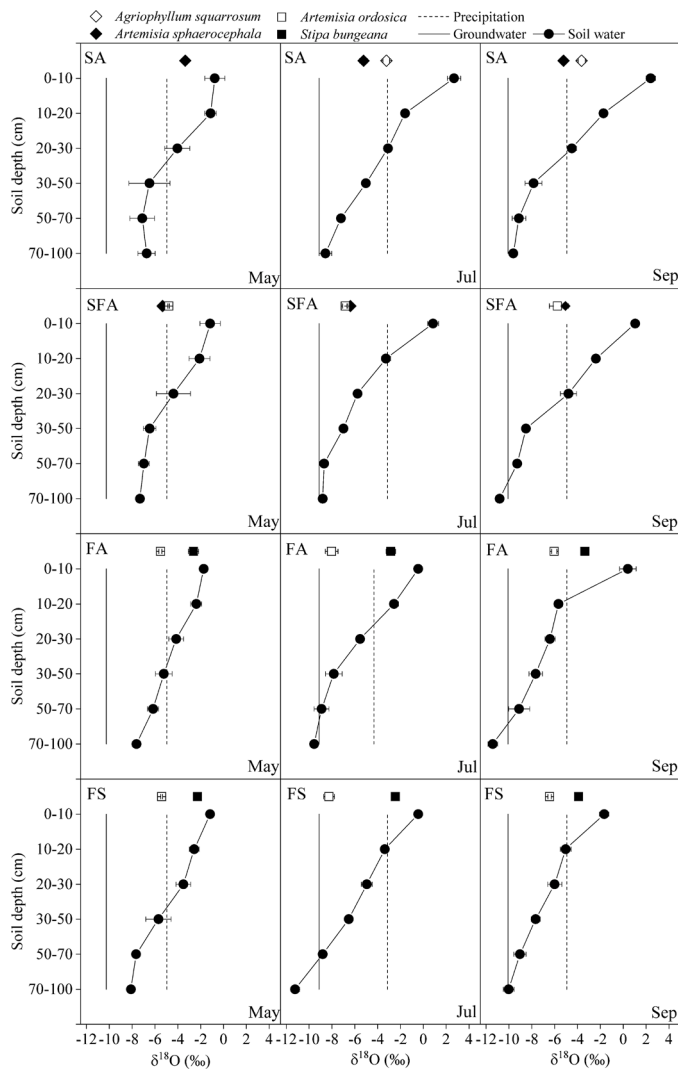 Agriophyllum squarrosum Artemisia ordosica Precipitation
Artemisia sphaerocephala Stipa bungeana Groundwater Soil water
SA SA SA
0-10
10-20
20-30
30-50
50-70
70-100
Soil depth (cm)
May Jul Sep
SFA SFA SFA
0-10
10-20
20-30
30-50
50-70
70-100
Soil depth (cm)
May Jul Sep
FA FA FA
0-10
10-20
20-30
30-50
50-70
70-100
Soil depth (cm)
May Jul Sep
FS FS FS
0-10
10-20
20-30
30-50
50-70
70-100
Soil depth (cm)
May Jul Sep
-12 -10 -8 -6 -4 -2 0 2 4 -12 -10 -8 -6 -4 -2 0 2 4 -12 -10 -8 -6 -4 -2 0 2 4
δ¹⁸O (‰) δ¹⁸O (‰) δ¹⁸O (‰)